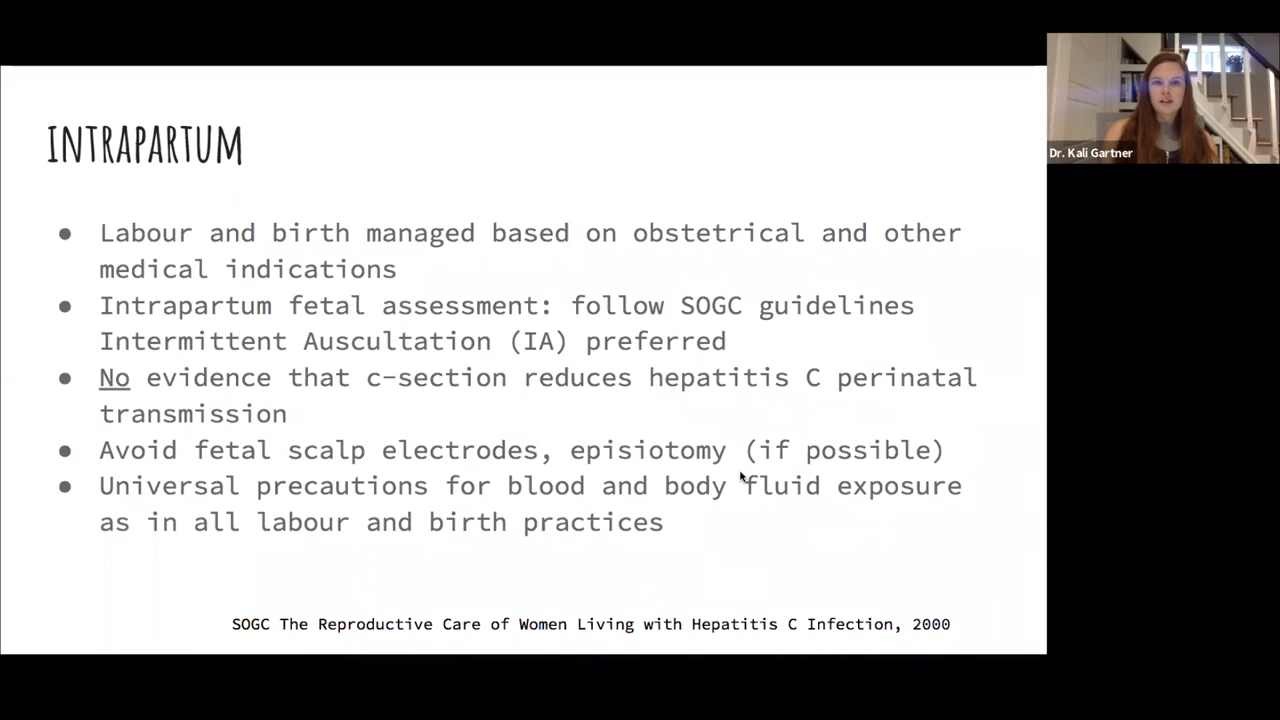 INTRAPARTUM
● Labour and birth managed based on obstetrical and other
medical indications
● Intrapartum fetal assessment: follow SOGC guidelines
Intermittent Auscultation (IA) preferred
● No evidence that c-section reduces hepatitis C perinatal
transmission
● Avoid fetal scalp electrodes, episiotomy (if possible)
● Universal precautions for blood and body fluid exposure
as in all labour and birth practices
SOGC The Reproductive Care of Women Living with Hepatitis C Infection, 2000
Dr. Kali Gartner